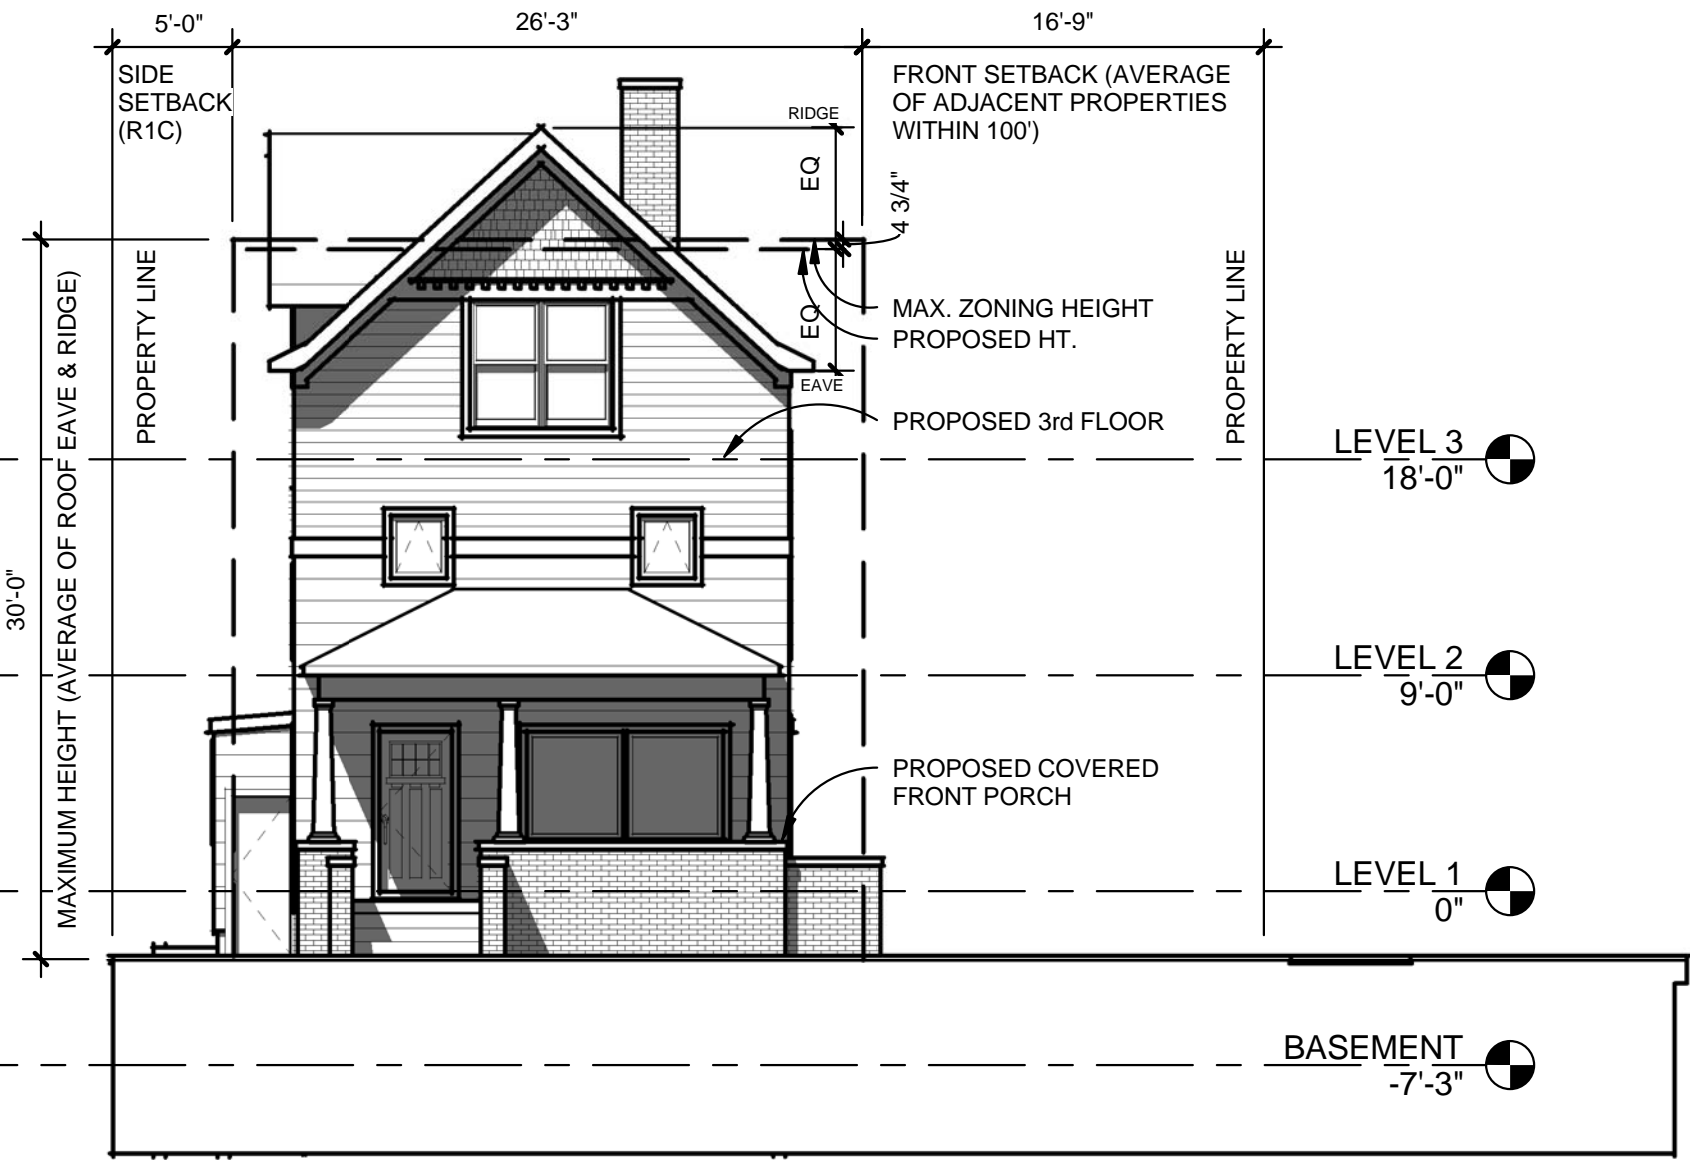 5'-0"
26'-3"
16'-9"
SIDE
SETBACK
(R1C)
FRONT SETBACK (AVERAGE
OF ADJACENT PROPERTIES
WITHIN 100')
RIDGE
EQ
4 3/4"
PROPERTY LINE
PROPERTY LINE
MAX. ZONING HEIGHT
EQ
PROPOSED HT.
EAVE
PROPOSED 3rd FLOOR
LEVEL 3
18'-0"
30'-0"
MAXIMUM HEIGHT (AVERAGE OF ROOF EAVE & RIDGE)
LEVEL 2
9'-0"
PROPOSED COVERED
FRONT PORCH
LEVEL 1
0"
BASEMENT
-7'-3"